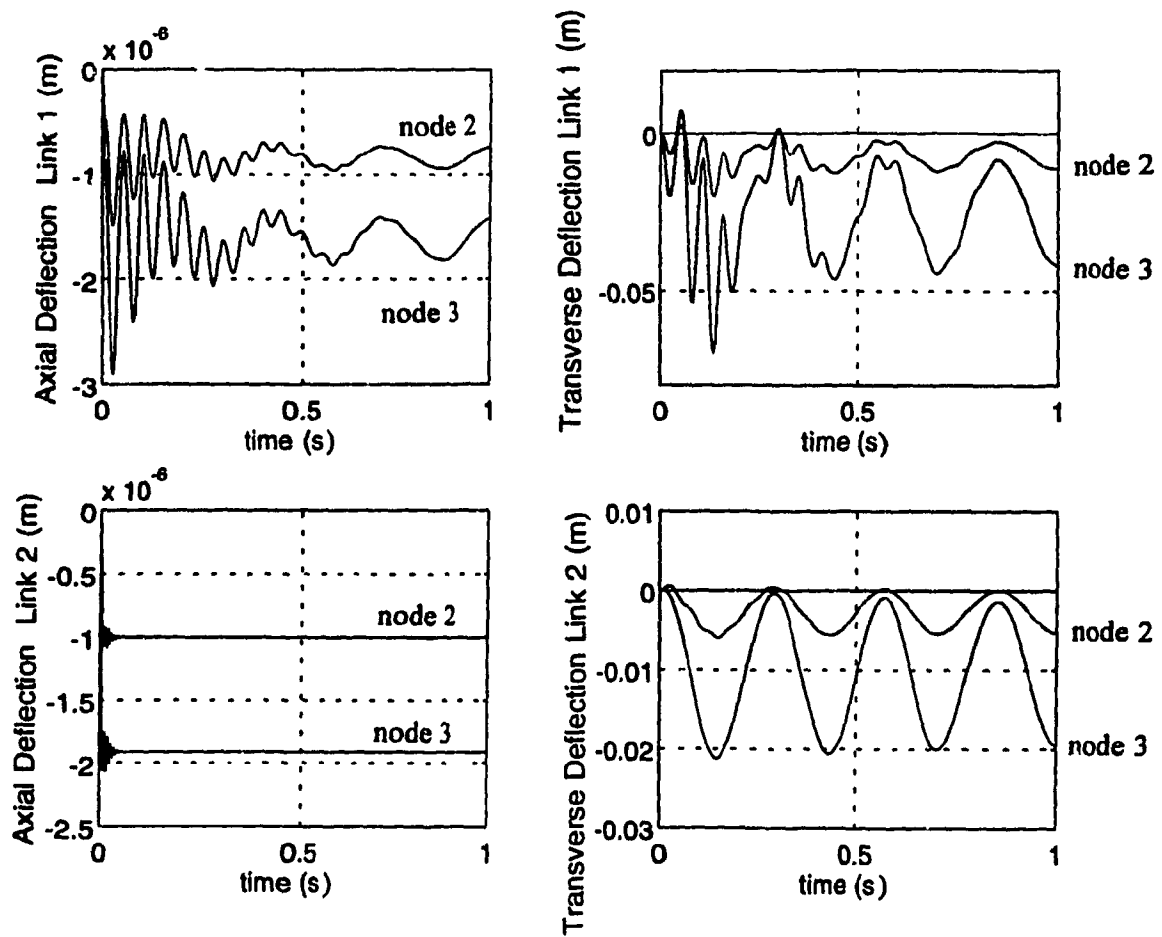 x 10^-6
Axial Deflection Link 1 (m)
0
-1
-2
-3
node 2
node 3
0
0.5
1
time (s)
Transverse Deflection Link 1 (m)
0
-0.05
node 2
node 3
0
0.5
1
time (s)
x 10^-6
Axial Deflection Link 2 (m)
0
-0.5
-1
-1.5
-2
-2.5
node 2
node 3
0
0.5
1
time (s)
Transverse Deflection Link 2 (m)
0.01
0
-0.01
-0.02
-0.03
node 2
node 3
0
0.5
1
time (s)